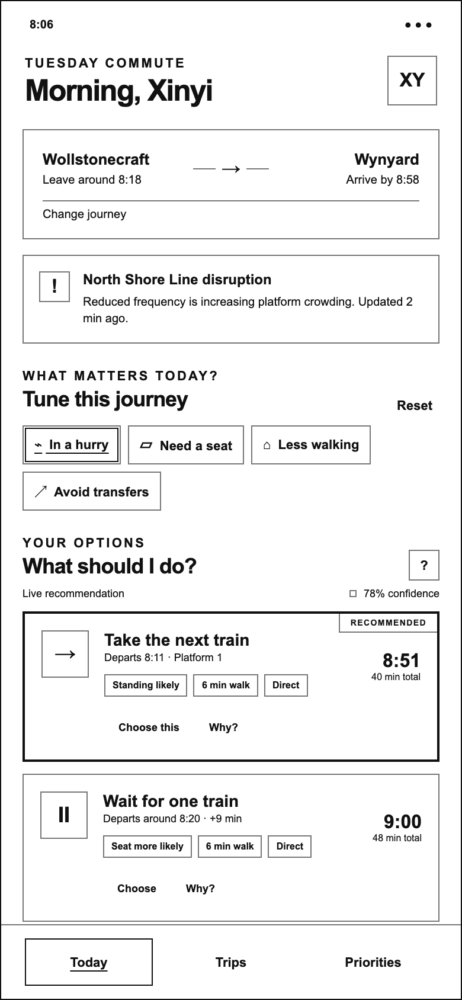 8:06
TUESDAY COMMUTE
Morning, Xinyi
XY
Wollstonecraft
Leave around 8:18
→
Wynyard
Arrive by 8:58
Change journey
!
North Shore Line disruption
Reduced frequency is increasing platform crowding. Updated 2
min ago.
WHAT MATTERS TODAY?
Tune this journey
Reset
⌁ In a hurry
▱ Need a seat
⌂ Less walking
↗ Avoid transfers
YOUR OPTIONS
What should I do?
?
Live recommendation
78% confidence
RECOMMENDED
→
Take the next train
Departs 8:11 · Platform 1
8:51
40 min total
Standing likely
6 min walk
Direct
Choose this
Why?
Wait for one train
Departs around 8:20 · +9 min
9:00
48 min total
Seat more likely
6 min walk
Direct
Choose
Why?
Today
Trips
Priorities